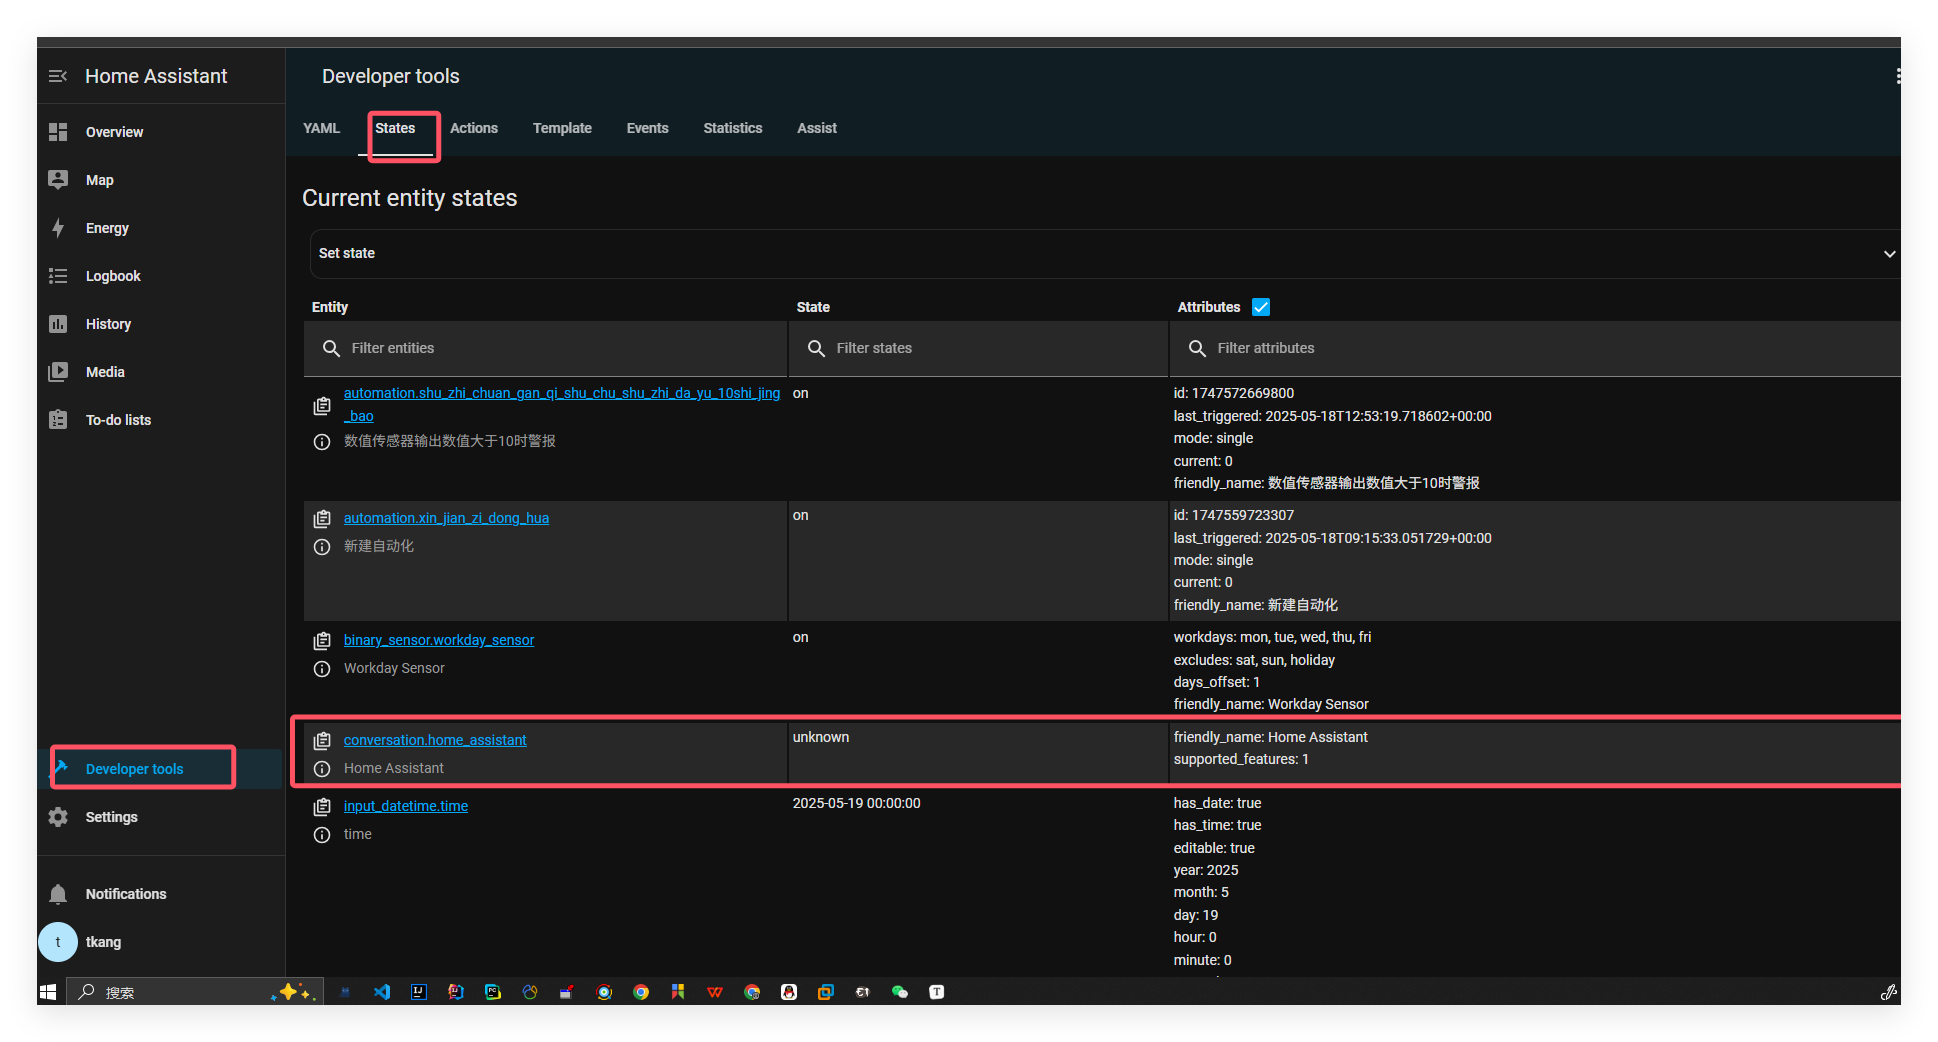 Home Assistant
Developer tools
YAML
States
Actions
Template
Events
Statistics
Assist
Overview
Map
Energy
Logbook
History
Media
To-do lists
Developer tools
Settings
Notifications
t
tkang
Current entity states
Set state
Entity
State
Attributes
Filter entities
Filter states
Filter attributes
automation.shu_zhi_chuan_gan_qi_shu_chu_shu_zhi_da_yu_10shi_jing
_bao
数值传感器输出数值大于10时警报
on
id: 1747572669800
last_triggered: 2025-05-18T12:53:19.718602+00:00
mode: single
current: 0
friendly_name: 数值传感器输出数值大于10时警报
automation.xin_jian_zi_dong_hua
新建自动化
on
id: 1747559723307
last_triggered: 2025-05-18T09:15:33.051729+00:00
mode: single
current: 0
friendly_name: 新建自动化
binary_sensor.workday_sensor
Workday Sensor
on
workdays: mon, tue, wed, thu, fri
excludes: sat, sun, holiday
days_offset: 1
friendly_name: Workday Sensor
conversation.home_assistant
Home Assistant
unknown
friendly_name: Home Assistant
supported_features: 1
input_datetime.time
time
2025-05-19 00:00:00
has_date: true
has_time: true
editable: true
year: 2025
month: 5
day: 19
hour: 0
minute: 0
搜索